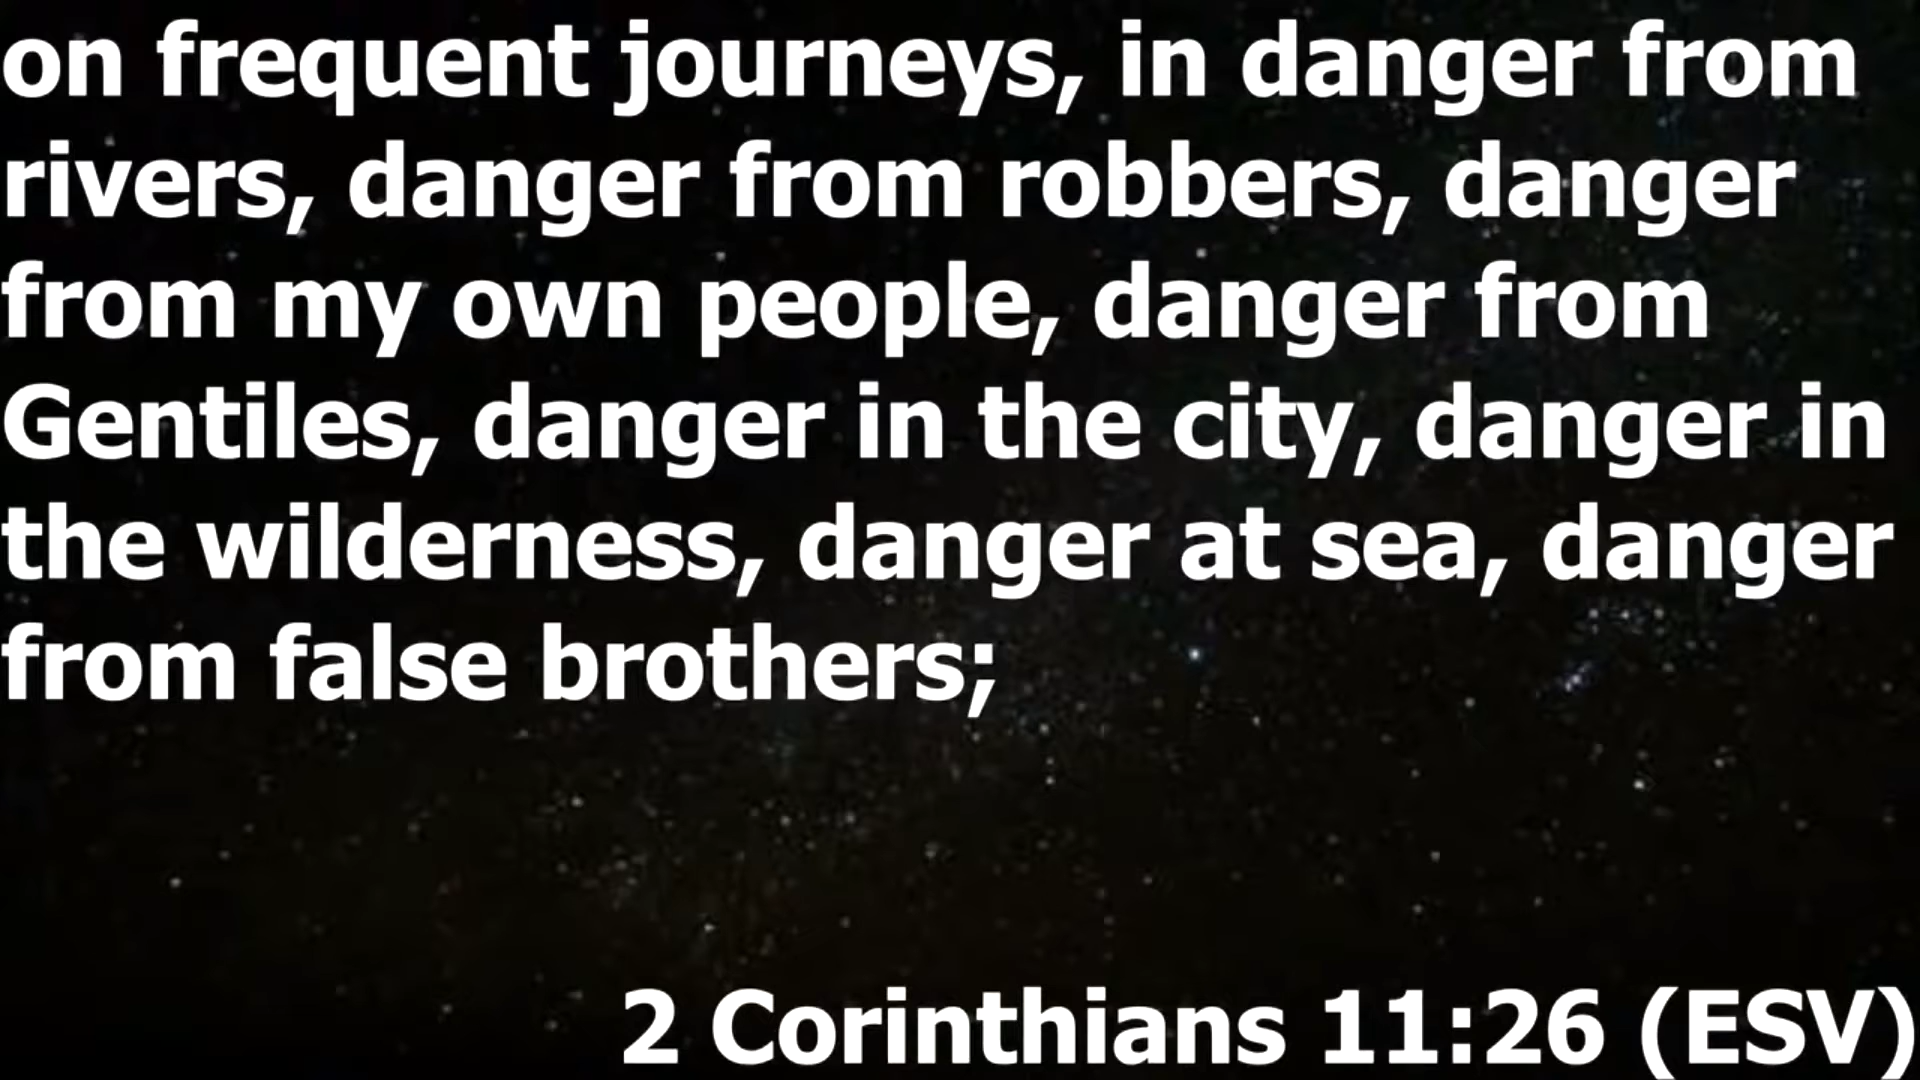 on frequent journeys, in danger from
rivers, danger from robbers, danger
from my own people, danger from
Gentiles, danger in the city, danger in
the wilderness, danger at sea, danger
from false brothers;
2 Corinthians 11:26 (ESV)